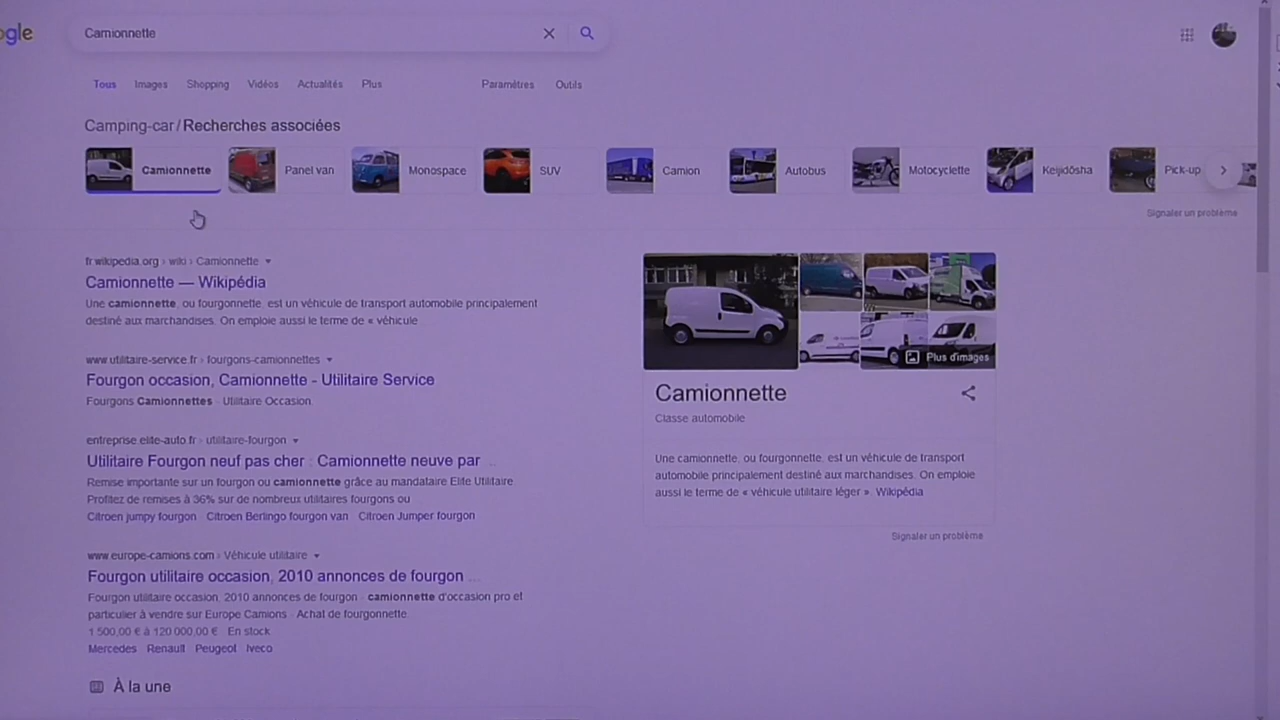 ogle
Camionnette
Tous Images Shopping Vidéos Actualités Plus Paramètres Outils
Camping-car / Recherches associées
Camionnette Panel van Monospace SUV Camion Autobus Motocyclette Keijidōsha Pick-up
Signaler un problème
fr.wikipedia.org › wiki › Camionnette
Camionnette — Wikipédia
Une camionnette, ou fourgonnette, est un véhicule de transport automobile principalement
destiné aux marchandises. On emploie aussi le terme de « véhicule
www.utilitaire-service.fr › fourgons-camionnettes
Fourgon occasion, Camionnette - Utilitaire Service
Fourgons Camionnettes - Utilitaire Occasion.
entreprise.elite-auto.fr › utilitaire-fourgon
Utilitaire Fourgon neuf pas cher : Camionnette neuve par ...
Remise importante sur un fourgon ou camionnette grâce au mandataire Elite Utilitaire.
Profitez de remises à 36% sur de nombreux utilitaires fourgons ou
Citroen jumpy fourgon · Citroen Berlingo fourgon van · Citroen Jumper fourgon
www.europe-camions.com › Véhicule utilitaire
Fourgon utilitaire occasion, 2010 annonces de fourgon ...
Fourgon utilitaire occasion, 2010 annonces de fourgon - camionnette d'occasion pro et
particulier à vendre sur Europe Camions - Achat de fourgonnette.
1 500,00 € à 120 000,00 € · En stock
Mercedes · Renault · Peugeot · Iveco
À la une
Plus d'images
Camionnette
Classe automobile
Une camionnette, ou fourgonnette, est un véhicule de transport
automobile principalement destiné aux marchandises. On emploie
aussi le terme de « véhicule utilitaire léger ». Wikipédia
Signaler un problème